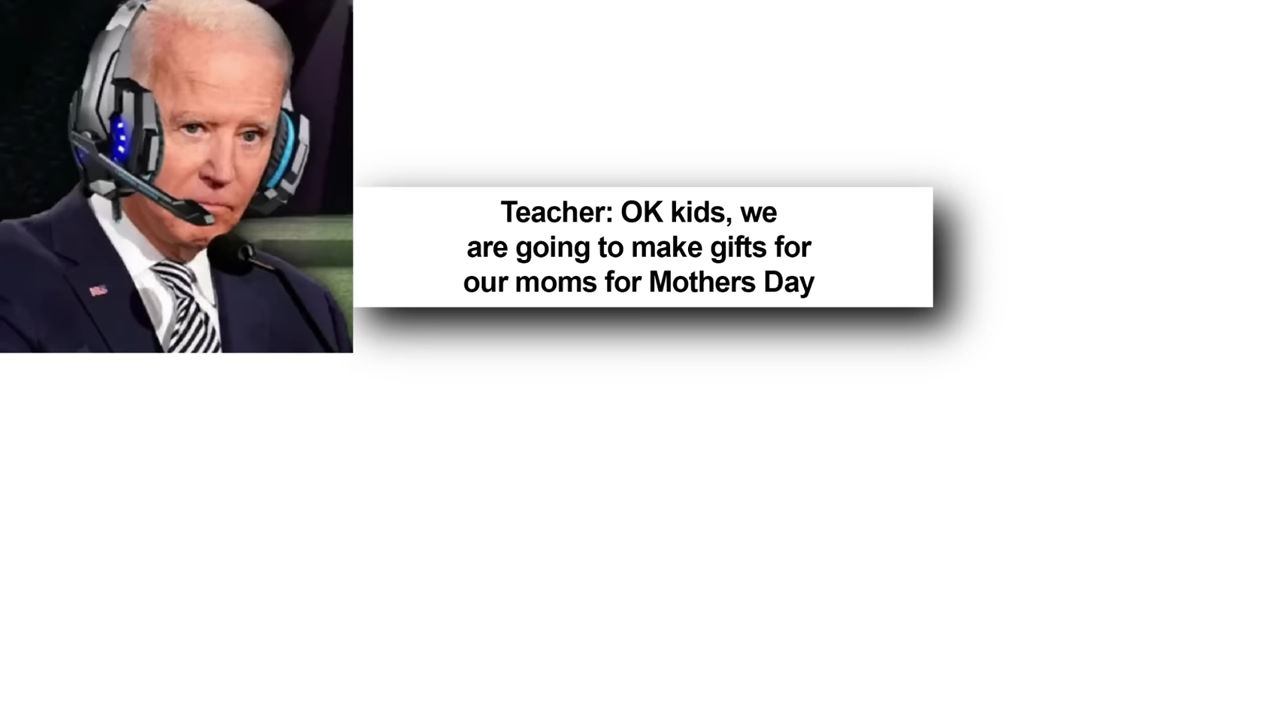 Teacher: OK kids, we
are going to make gifts for
our moms for Mothers Day